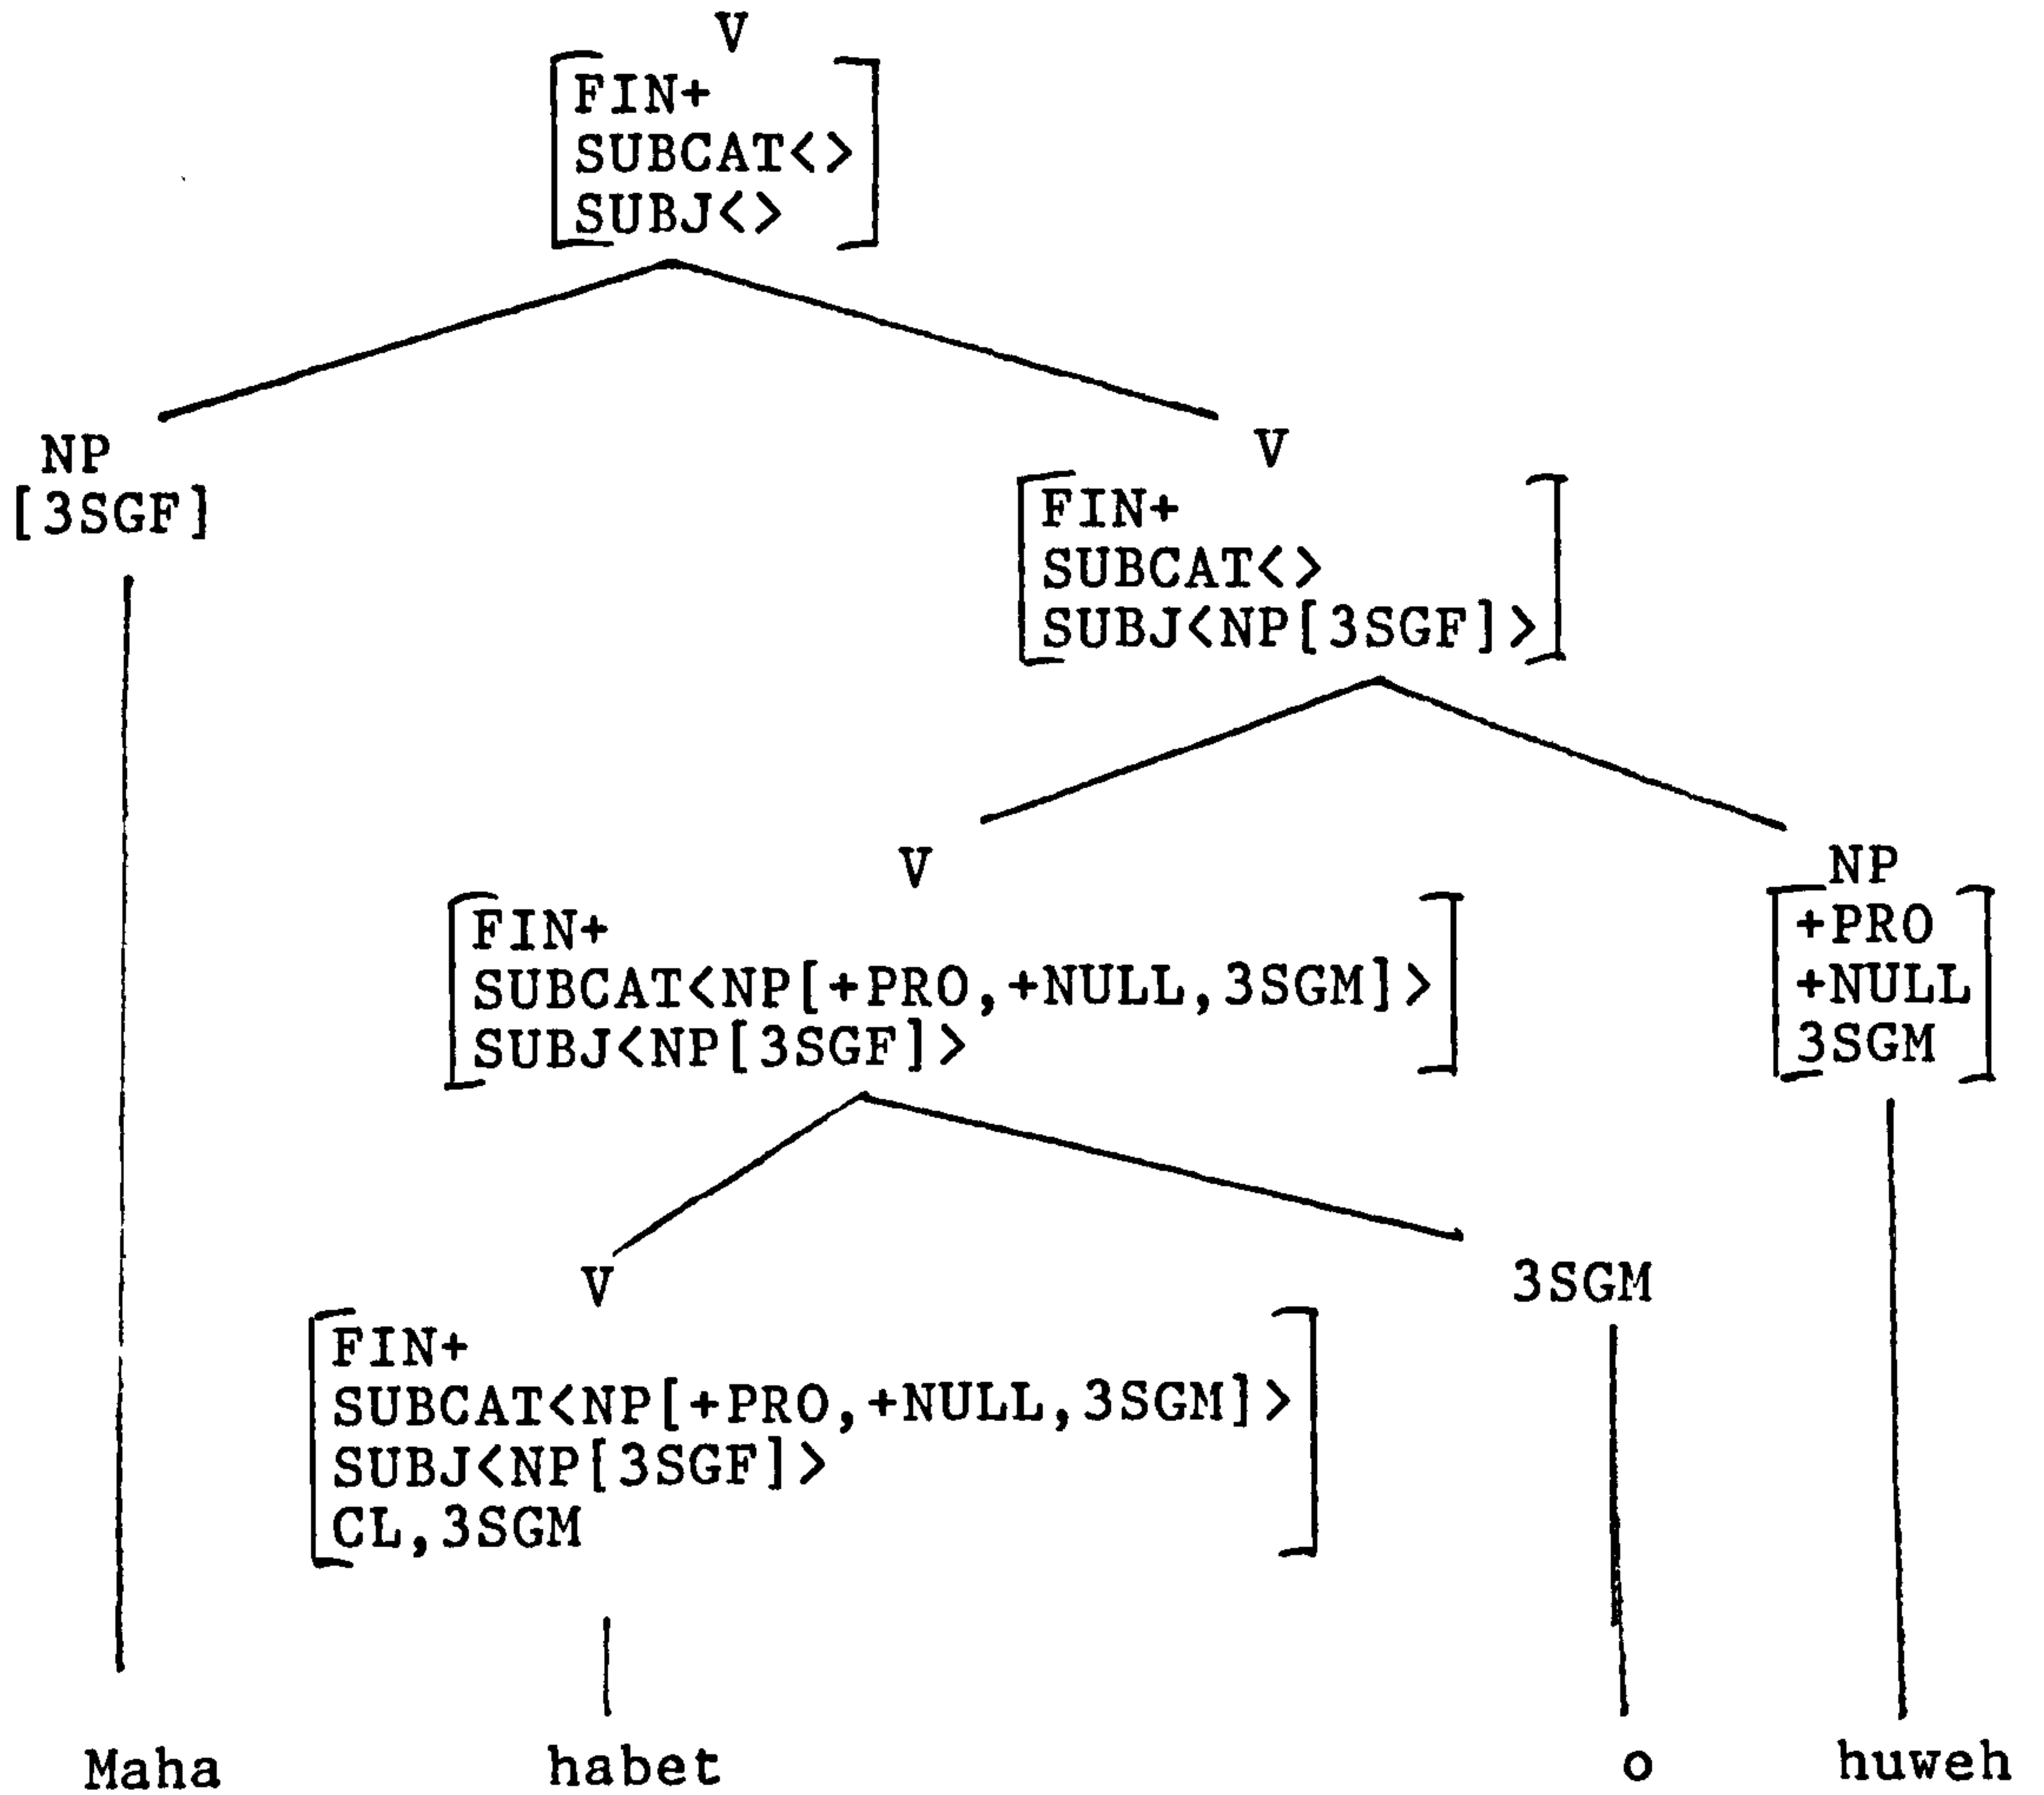 V
FIN+
SUBCAT<>
SUBJ<>
NP
[3SGF]
V
FIN+
SUBCAT<>
SUBJ<NP[3SGF]>
V
FIN+
SUBCAT<NP[+PRO,+NULL,3SGM]>
SUBJ<NP[3SGF]>
NP
+PRO
+NULL
3SGM
V
FIN+
SUBCAT<NP[+PRO,+NULL,3SGM]>
SUBJ<NP[3SGF]>
CL,3SGM
3SGM
Maha habet o huweh